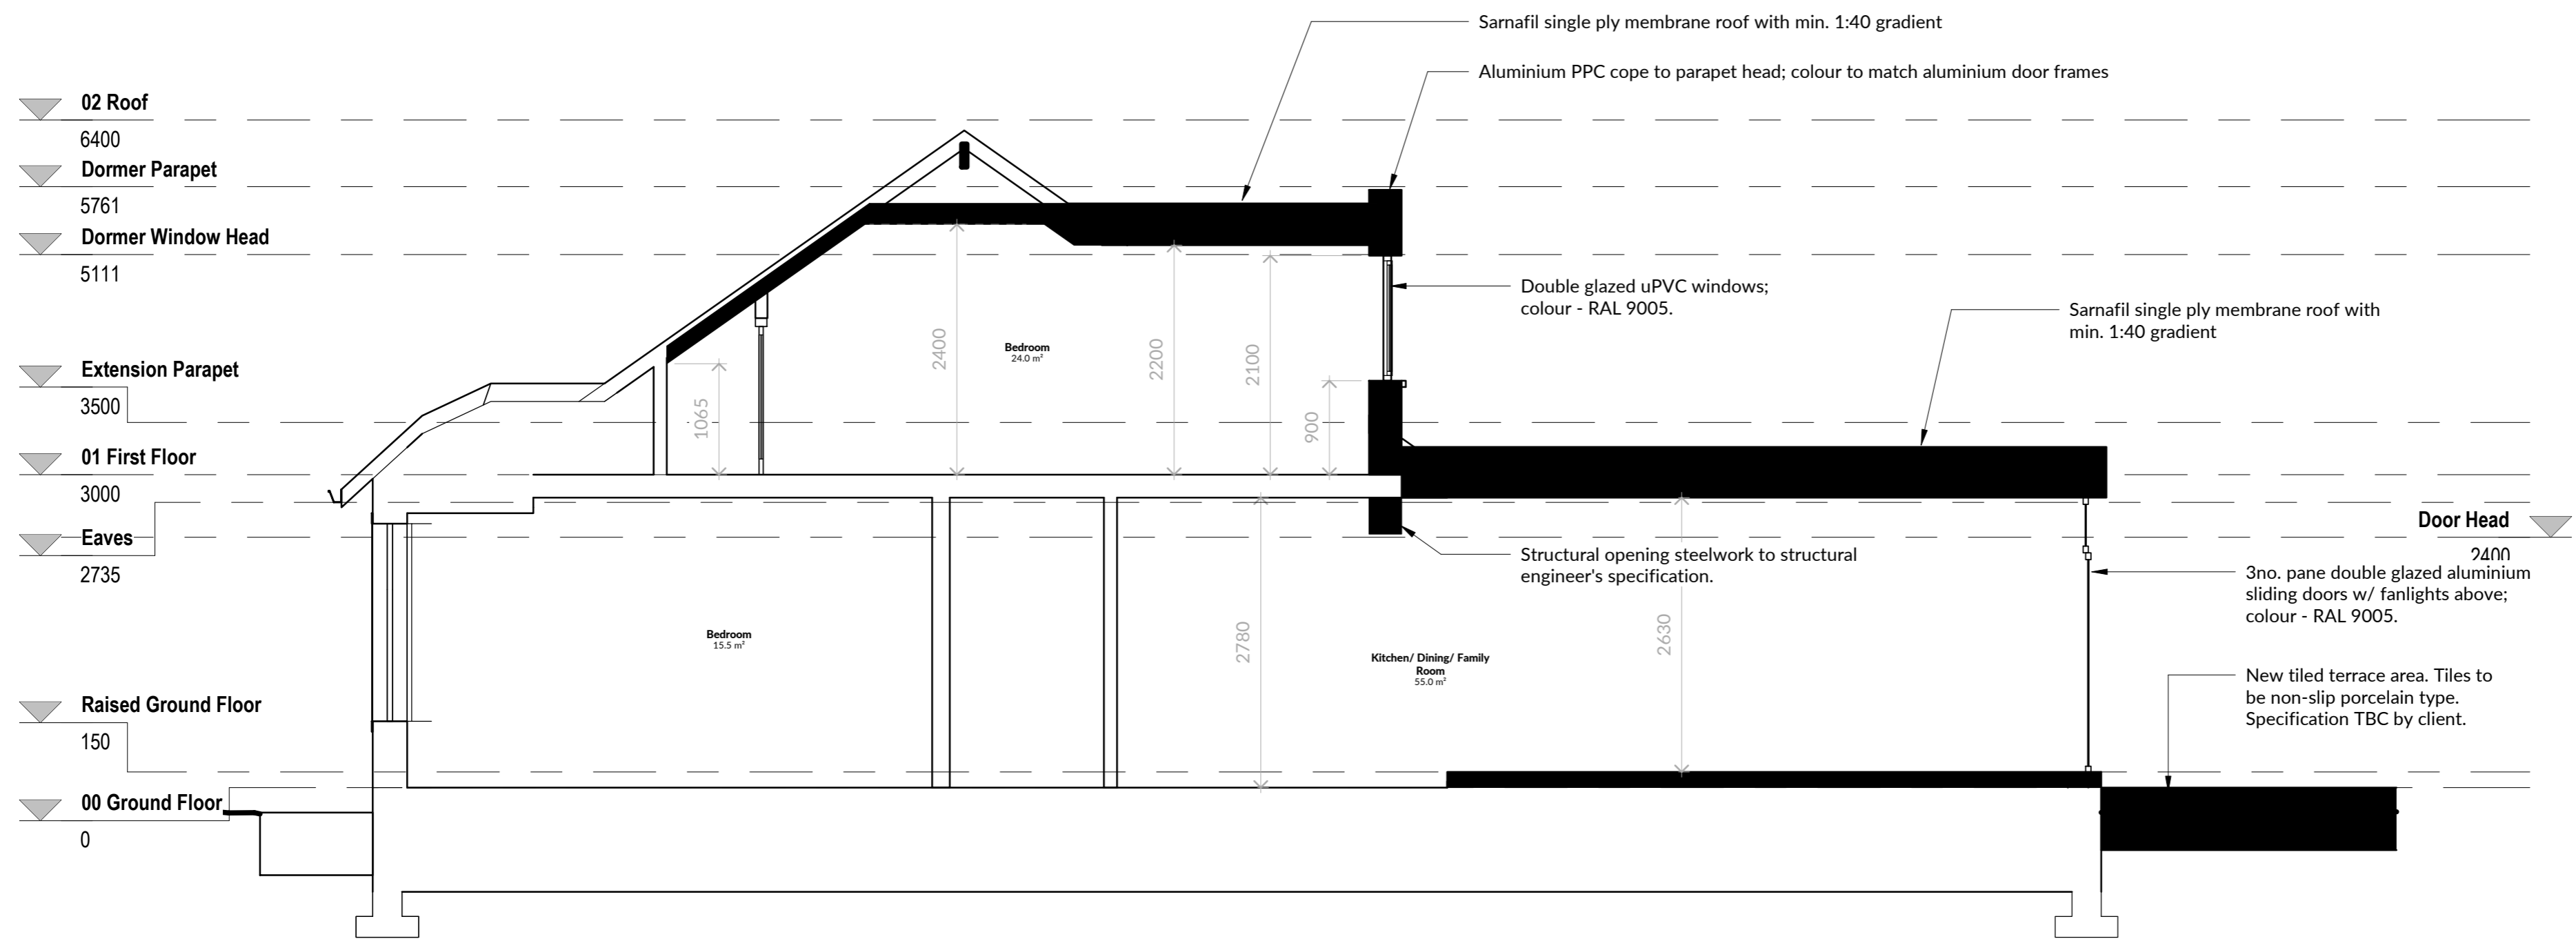 Sarnafil single ply membrane roof with min. 1:40 gradient
Aluminium PPC cope to parapet head; colour to match aluminium door frames
02 Roof
6400
Dormer Parapet
5761
Dormer Window Head
5111
Double glazed uPVC windows;
colour - RAL 9005.
Sarnafil single ply membrane roof with
min. 1:40 gradient
2400
Bedroom
24.0 m²
2200
2100
Extension Parapet
3500
1065
900
01 First Floor
3000
Eaves
2735
Door Head
2400
Structural opening steelwork to structural
engineer's specification.
3no. pane double glazed aluminium
sliding doors w/ fanlights above;
colour - RAL 9005.
Bedroom
15.5 m²
2780
2630
Kitchen/ Dining/ Family
Room
55.0 m²
New tiled terrace area. Tiles to
be non-slip porcelain type.
Specification TBC by client.
Raised Ground Floor
150
00 Ground Floor
0